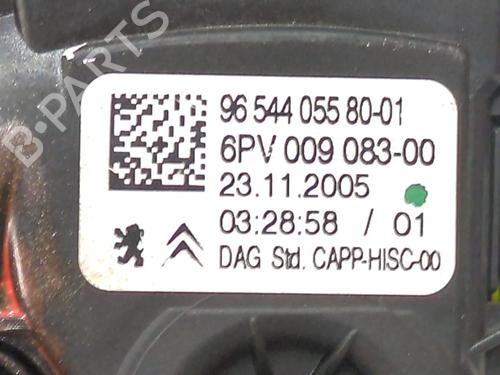 B-PARTS
96 544 055 80-01
6PV 009 083-00
23.11.2005
03:28:58 / 01
DAG Std. CAPP-HISC-00